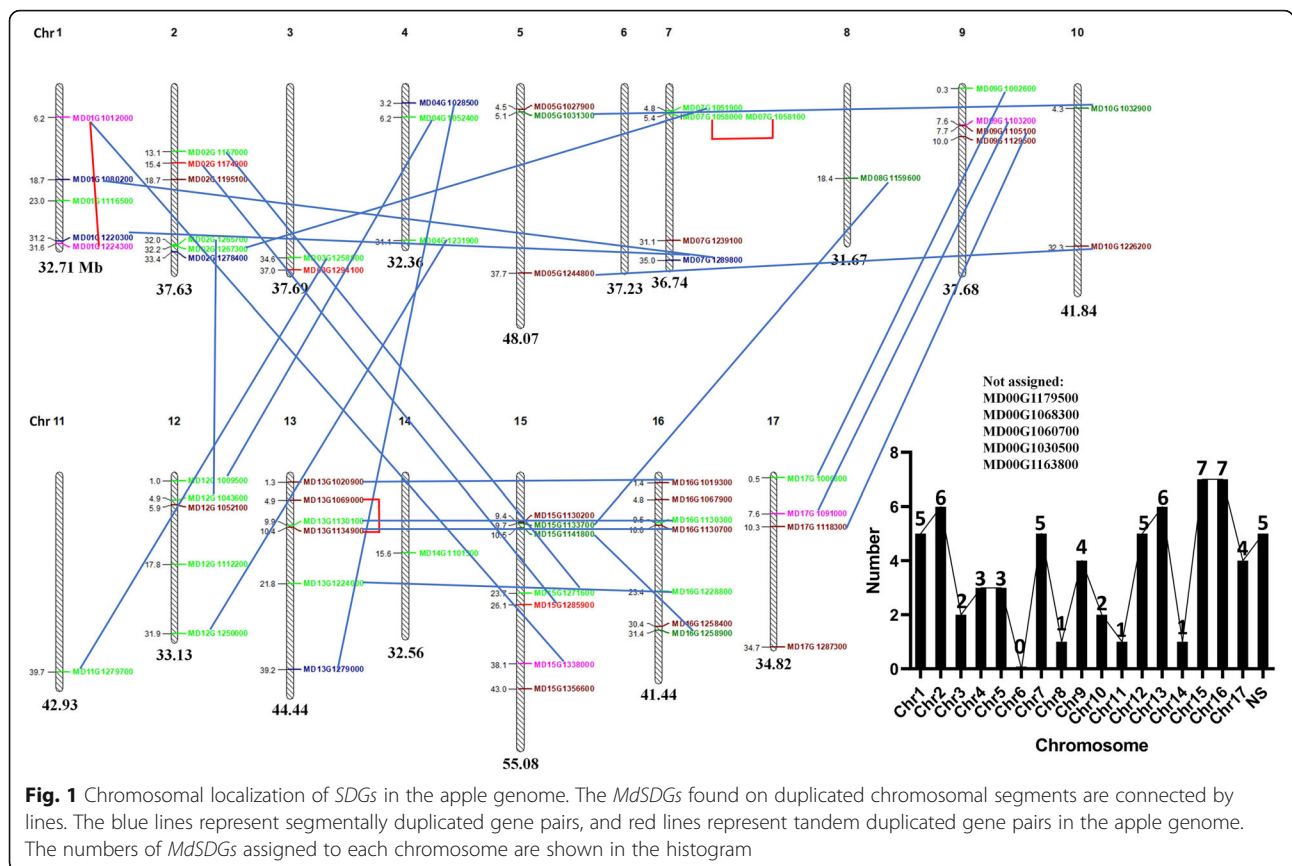 Chr 1 2 3 4 5 6 7 8 9 10
6.2 MD01G1012000
18.7 MD01G1080200
23.0 MD01G1116500
31.2 MD01G1220300
31.6 MD01G1224300
32.71 Mb
13.1 MD02G1157000
15.4 MD02G1174900
18.7 MD02G1195100
32.0 MD02G1265700
32.2 MD02G1267300
33.4 MD02G1278400
37.63
34.6
37.0 MD03G1294100
37.69
3.2 MD04G1028500
6.2 MD04G1052400
31.1 MD04G1231900
32.36
4.5 MD05G1027900
5.1 MD05G1031300
37.7 MD05G1244800
48.07
37.23
4.8 MD07G1051900
5.4 MD07G1058000 MD07G1058100
31.1 MD07G1239100
35.0 MD07G1289800
36.74
18.4 MD08G1159600
31.67
0.3 MD09G1002600
7.6 MD09G1103200
7.7 MD09G1105100
10.0 MD09G1129500
37.68
4.3 MD10G1032900
32.3 MD10G1226200
41.84
Chr 11 12 13 14 15 16 17
39.7 MD11G1279700
42.93
1.0 MD12G1009500
4.9 MD12G1043600
5.9 MD12G1052100
17.8 MD12G1112200
31.9 MD12G1250000
33.13
1.3 MD13G1020900
4.9 MD13G1069000
9.9 MD13G1130100
10.4 MD13G1134900
21.8 MD13G1224000
39.2 MD13G1279000
44.44
15.6
32.56
9.4 MD15G1130200
9.7 MD15G1133700
10.5 MD15G1141800
23.7 MD15G1271600
26.1 MD15G1285900
38.1 MD15G1338000
43.0 MD15G1356600
55.08
1.4 MD16G1019300
4.8 MD16G1067900
9.5 MD16G1130300
10.0 MD16G1130700
23.4 MD16G1228800
30.4 MD16G1258400
31.4 MD16G1258900
41.44
0.5
7.6 MD17G1091000
10.3 MD17G1118300
34.7 MD17G1287300
34.82
Not assigned:
MD00G1179500
MD00G1068300
MD00G1060700
MD00G1030500
MD00G1163800
Number
8
6
4
2
0
5 6 2 3 3 0 5 1 4 2 1 5 6 1 7 7 4 5
Chr1 Chr2 Chr3 Chr4 Chr5 Chr6 Chr7 Chr8 Chr9 Chr10 Chr11 Chr12 Chr13 Chr14 Chr15 Chr16 Chr17 NS
Chromosome
Fig. 1 Chromosomal localization of SDGs in the apple genome. The MdSDGs found on duplicated chromosomal segments are connected by
lines. The blue lines represent segmentally duplicated gene pairs, and red lines represent tandem duplicated gene pairs in the apple genome.
The numbers of MdSDGs assigned to each chromosome are shown in the histogram